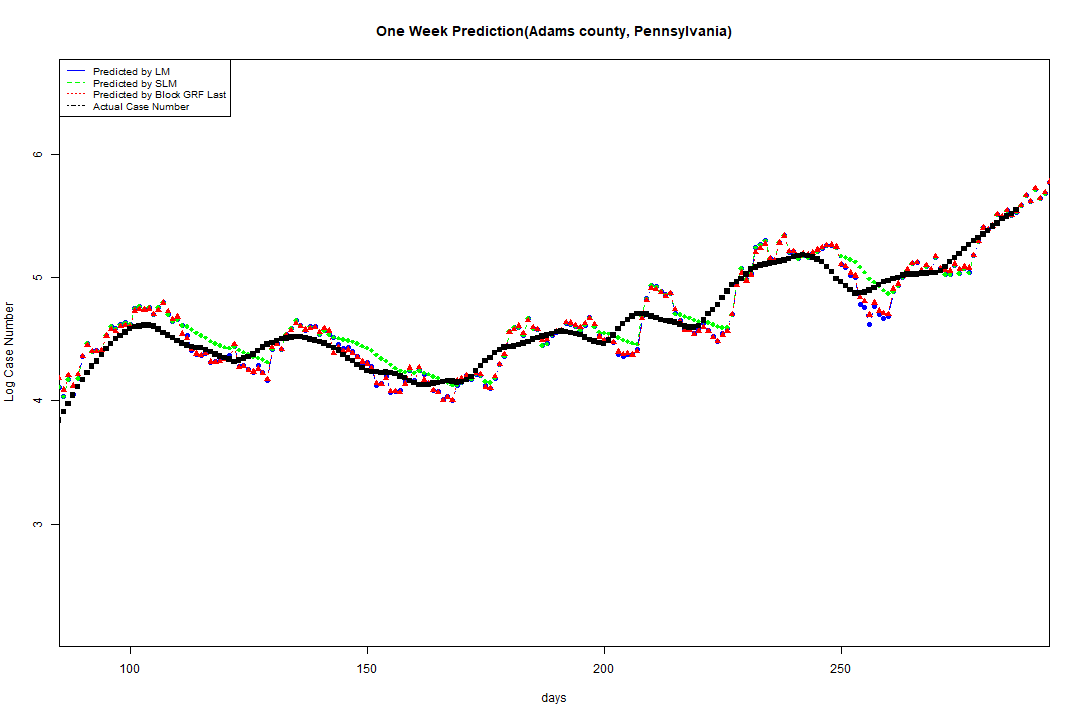 One Week Prediction(Adams county, Pennsylvania)
Predicted by LM
Predicted by SLM
Predicted by Block GRF Last
Actual Case Number
Log Case Number
6
5
4
3
100 150 200 250
days